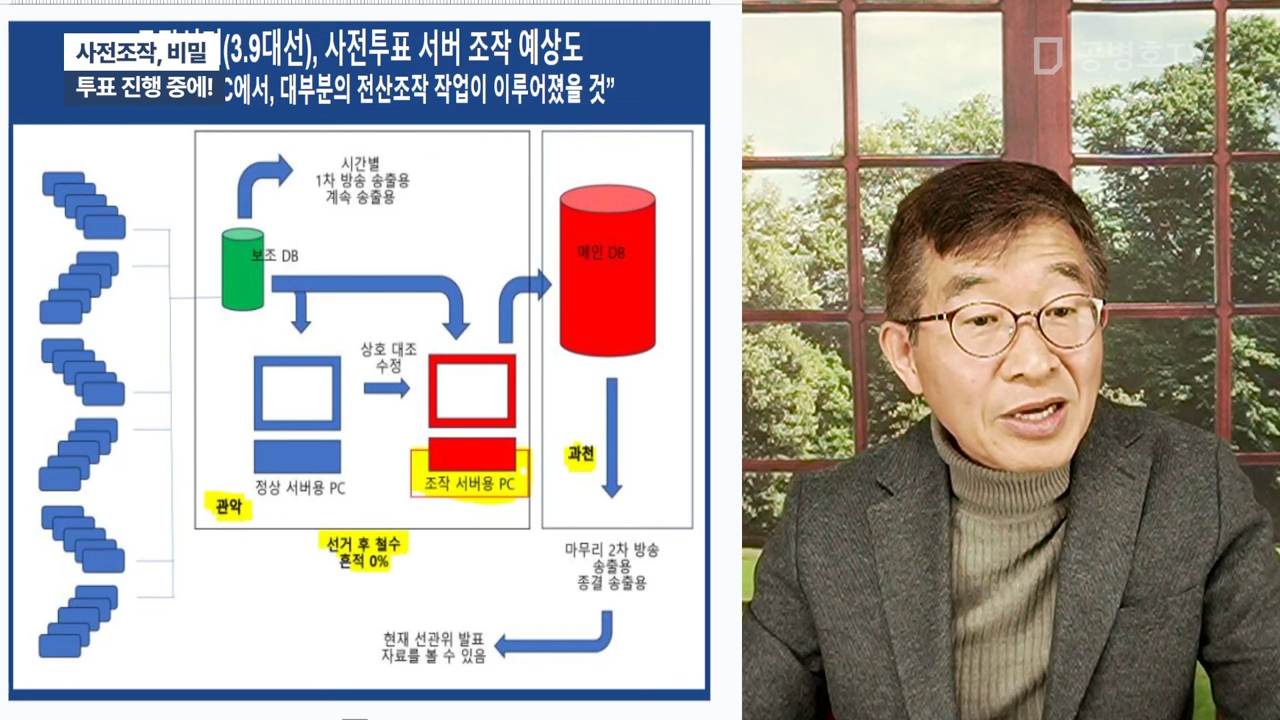 사전조작, 비밀
투표 진행 중에!
(3.9대선), 사전투표 서버 조작 예상도
에서, 대부분의 전산조작 작업이 이루어졌을 것”
공병호TV
시간별
1차 방송 송출용
계속 송출용
보조 DB
메인 DB
상호 대조
수정
정상 서버용 PC
조작 서버용 PC
관악
과천
선거 후 철수
흔적 0%
마무리 2차 방송
송출용
종결 송출용
현재 선관위 발표
자료를 볼 수 있음